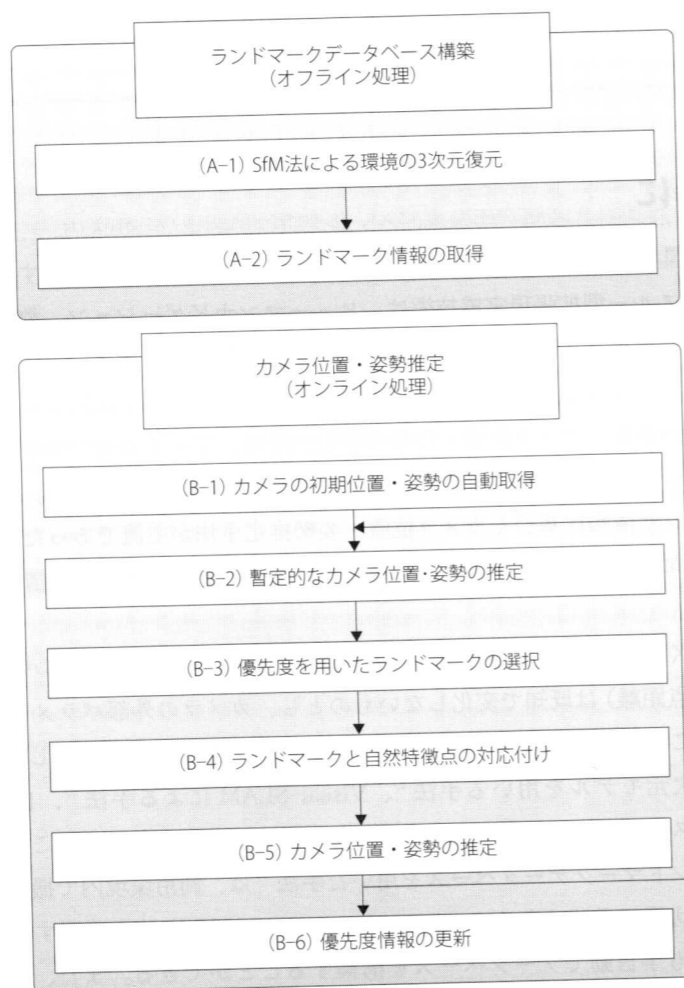 ランドマークデータベース構築
(オフライン処理)
(A-1) SfM法による環境の3次元復元
(A-2) ランドマーク情報の取得
カメラ位置・姿勢推定
(オンライン処理)
(B-1) カメラの初期位置・姿勢の自動取得
(B-2) 暫定的なカメラ位置・姿勢の推定
(B-3) 優先度を用いたランドマークの選択
(B-4) ランドマークと自然特徴点の対応付け
(B-5) カメラ位置・姿勢の推定
(B-6) 優先度情報の更新